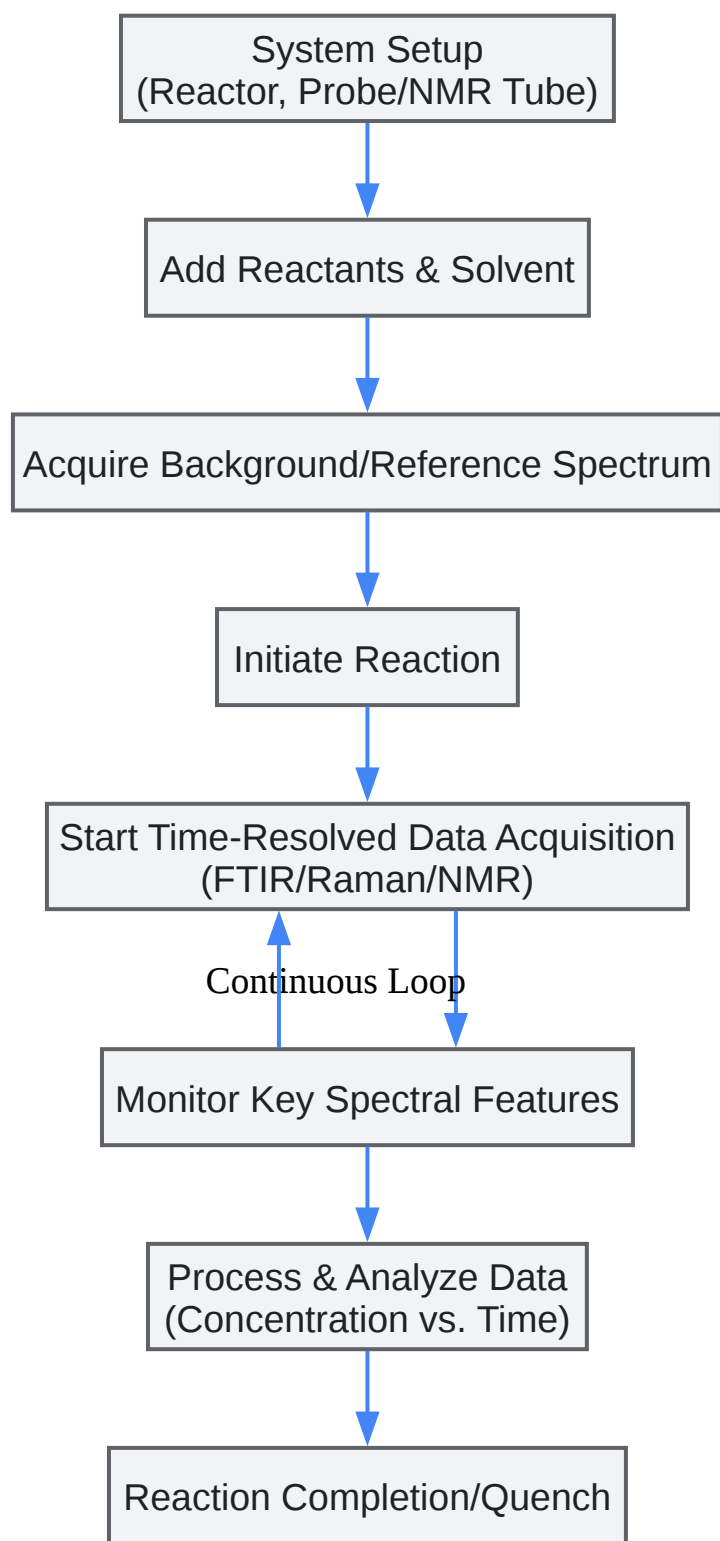 System Setup
(Reactor, Probe/NMR Tube)
Add Reactants & Solvent
Acquire Background/Reference Spectrum
Initiate Reaction
Start Time-Resolved Data Acquisition
(FTIR/Raman/NMR)
Continuous Loop
Monitor Key Spectral Features
Process & Analyze Data
(Concentration vs. Time)
Reaction Completion/Quench